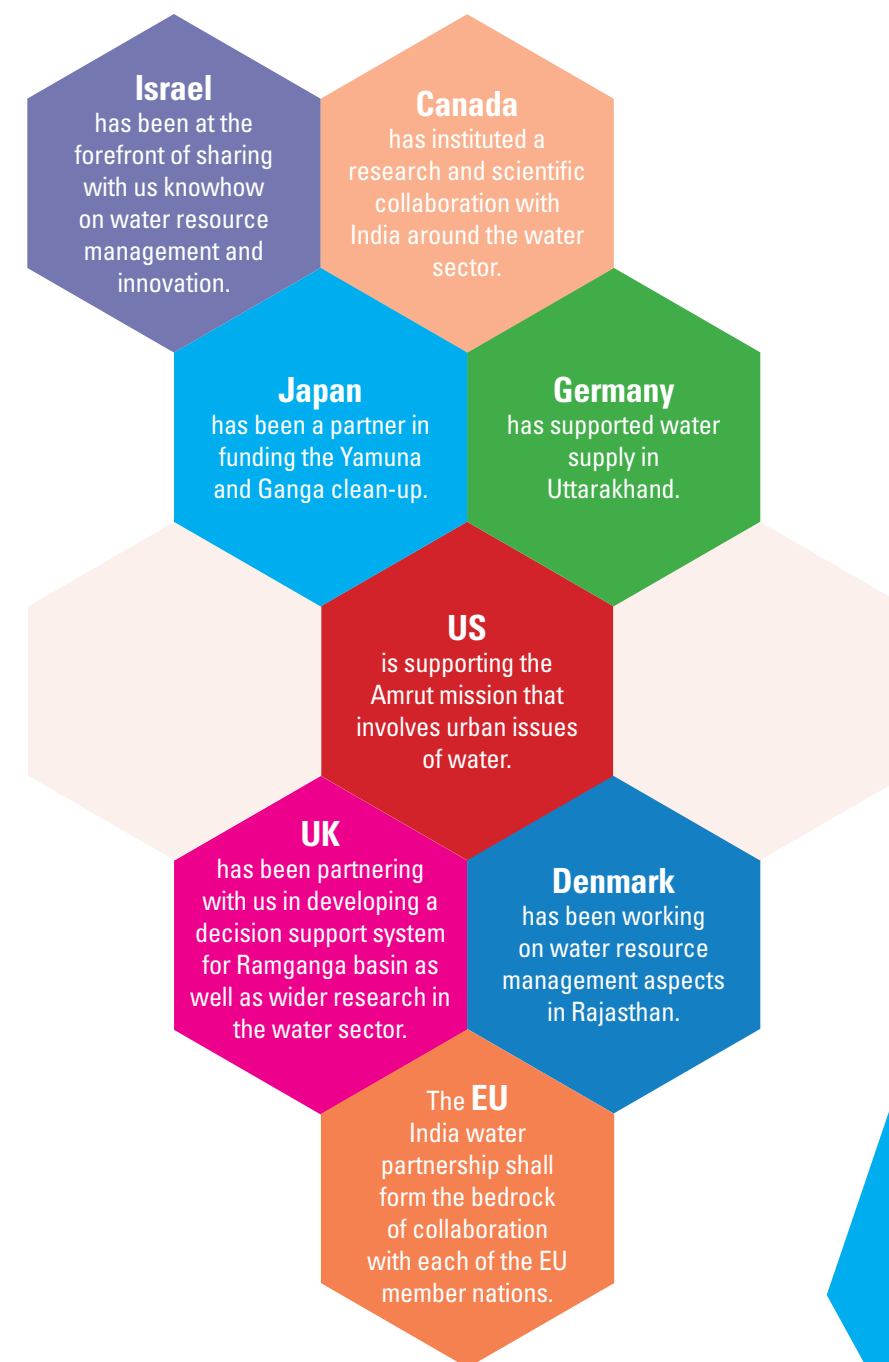 Israel
has been at the
forefront of sharing
with us knowhow
on water resource
management and
innovation.
Canada
has instituted a
research and scientific
collaboration with
India around the water
sector.
Japan
has been a partner in
funding the Yamuna
and Ganga clean-up.
Germany
has supported water
supply in
Uttarakhand.
US
is supporting the
Amrut mission that
involves urban issues
of water.
UK
has been partnering
with us in developing a
decision support system
for Ramganga basin as
well as wider research in
the water sector.
Denmark
has been working
on water resource
management aspects
in Rajasthan.
The EU
India water
partnership shall
form the bedrock
of collaboration
with each of the EU
member nations.